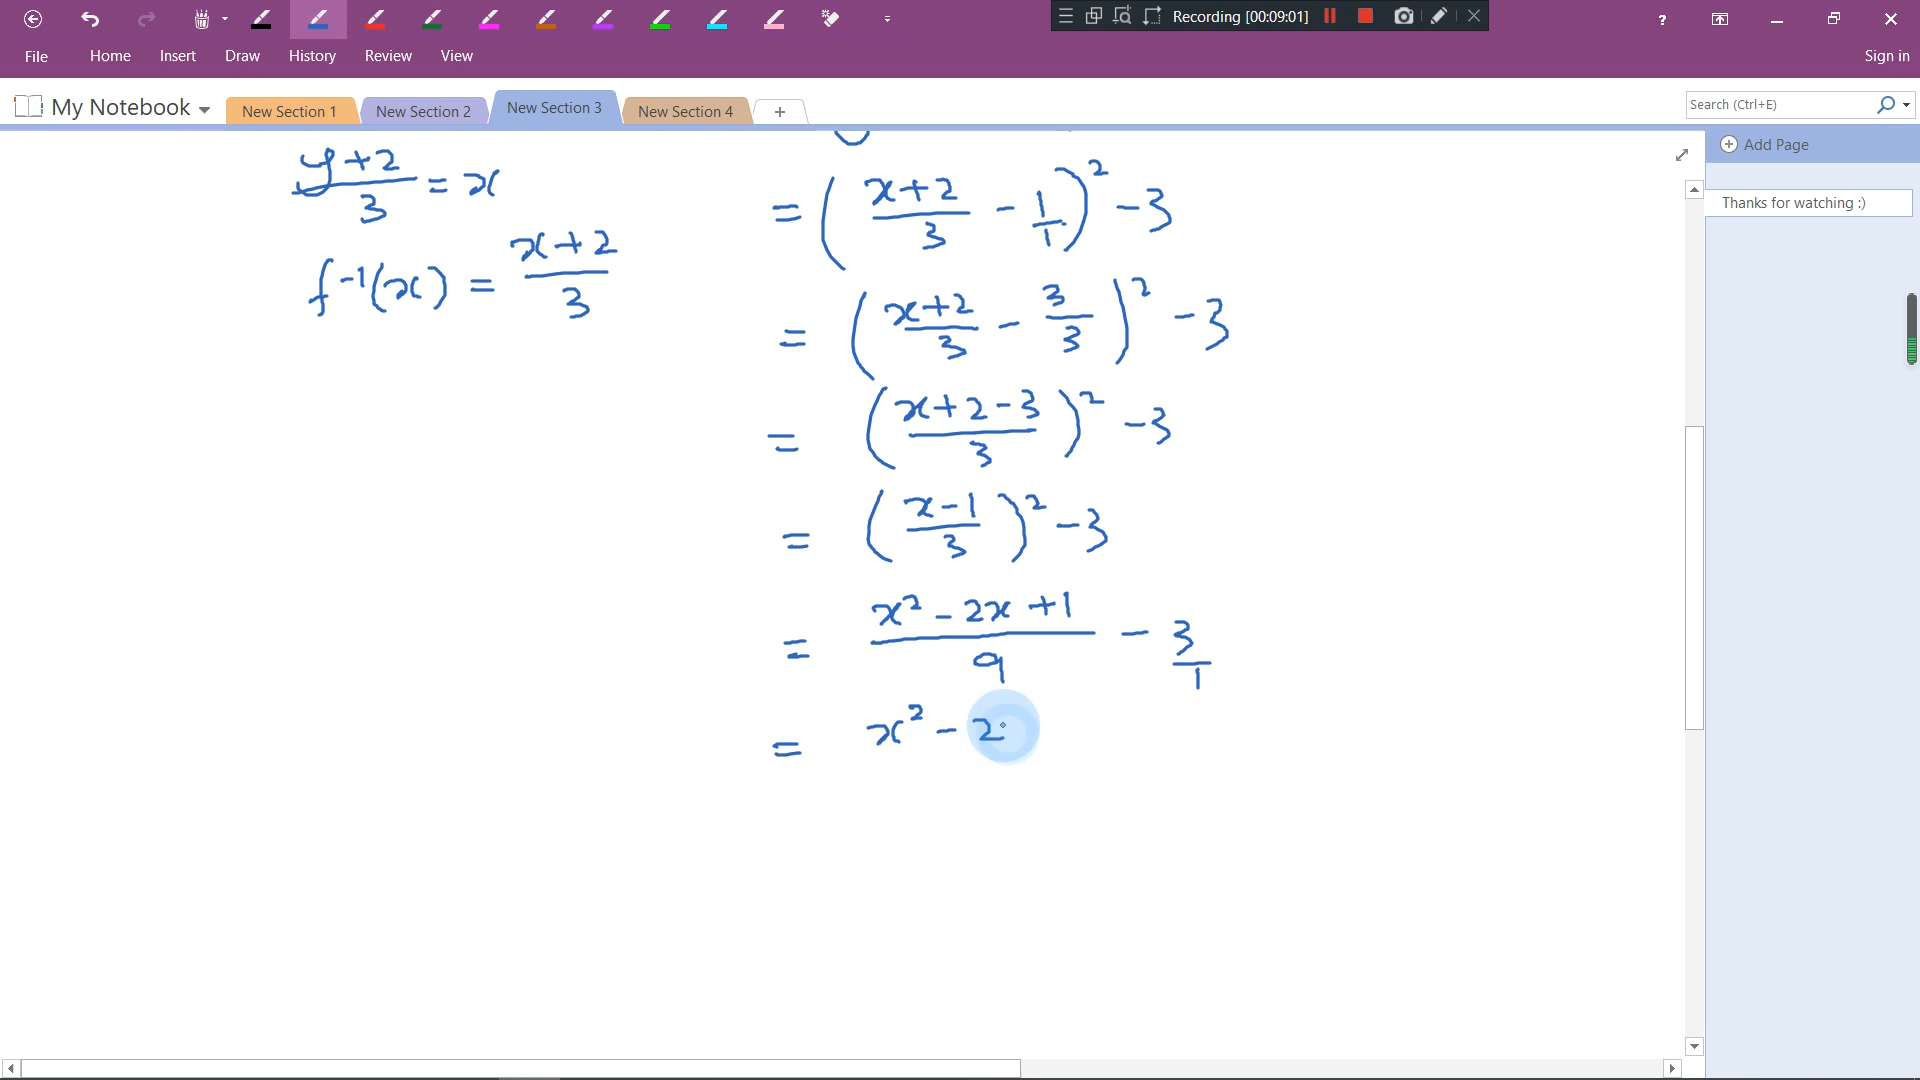 Recording [00:09:01]
?
File Home Insert Draw History Review View
Sign in
My Notebook New Section 1 New Section 2 New Section 3 New Section 4 +
Search (Ctrl+E)
Add Page
Thanks for watching :)
(y+2)/3 = x
f⁻¹(x) = (x+2)/3
= ((x+2)/3 - 1/1)² - 3
= ((x+2)/3 - 3/3)² - 3
= ((x+2-3)/3)² - 3
= ((x-1)/3)² - 3
= (x² - 2x + 1)/9 - 3/1
= x² - 2